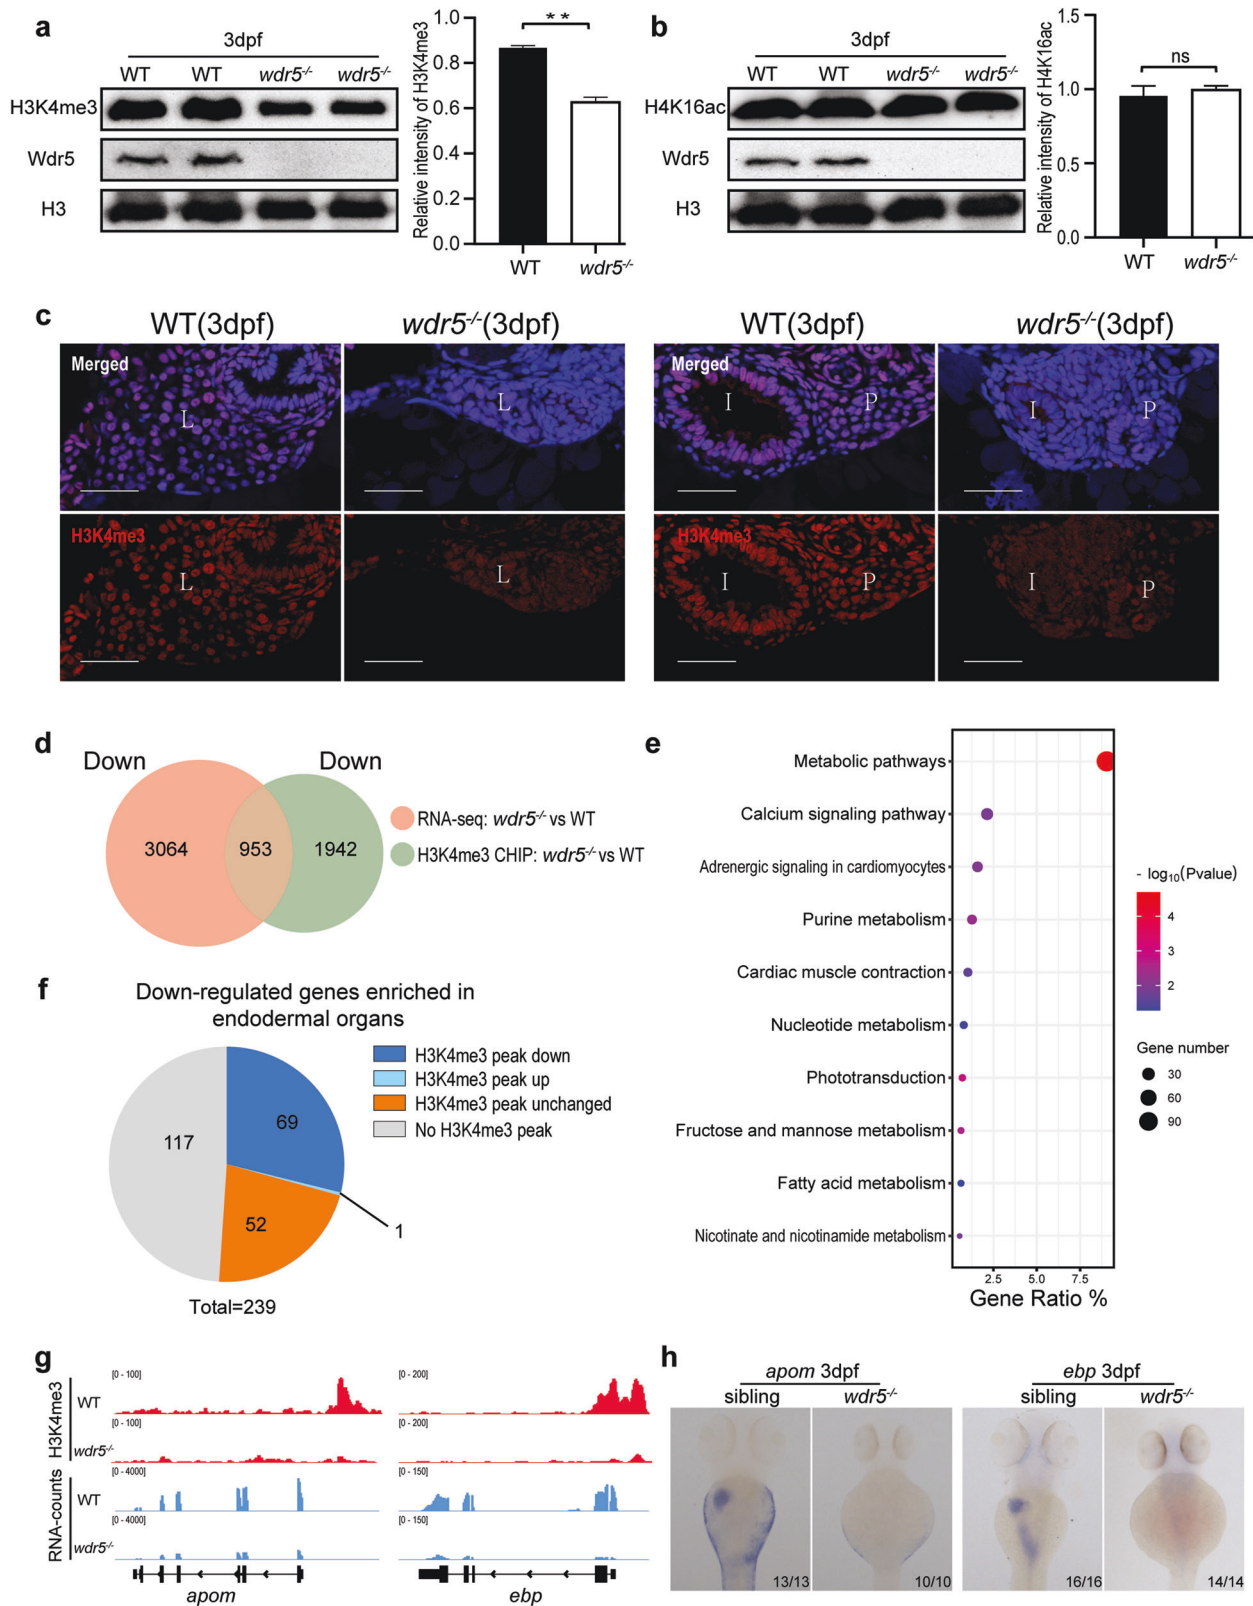 a
3dpf
WT WT wdr5-/- wdr5-/-
H3K4me3
Wdr5
H3
Relative intensity of H3K4me3
1.0
0.8
0.6
0.4
0.2
0.0
**
WT wdr5-/-
b
3dpf
WT WT wdr5-/- wdr5-/-
H4K16ac
Wdr5
H3
Relative intensity of H4K16ac
1.5
1.0
0.5
0.0
ns
WT wdr5-/-
c
WT(3dpf) wdr5-/-(3dpf) WT(3dpf) wdr5-/-(3dpf)
Merged L L Merged I P I P
H3K4me3 L L H3K4me3 I P I P
d
Down Down
3064 953 1942
RNA-seq: wdr5-/- vs WT
H3K4me3 CHIP: wdr5-/- vs WT
e
Metabolic pathways
Calcium signaling pathway
Adrenergic signaling in cardiomyocytes
Purine metabolism
Cardiac muscle contraction
Nucleotide metabolism
Phototransduction
Fructose and mannose metabolism
Fatty acid metabolism
Nicotinate and nicotinamide metabolism
2.5 5.0 7.5
Gene Ratio %
- log10(Pvalue)
4
3
2
Gene number
30
60
90
f
Down-regulated genes enriched in
endodermal organs
H3K4me3 peak down
H3K4me3 peak up
H3K4me3 peak unchanged
No H3K4me3 peak
117
69
52
1
Total=239
g
H3K4me3
RNA-counts
[0 - 100] [0 - 200]
WT
[0 - 100] [0 - 200]
wdr5-/-
[0 - 4000] [0 - 150]
WT
[0 - 4000] [0 - 150]
wdr5-/-
apom ebp
h
apom 3dpf ebp 3dpf
sibling wdr5-/- sibling wdr5-/-
13/13 10/10 16/16 14/14